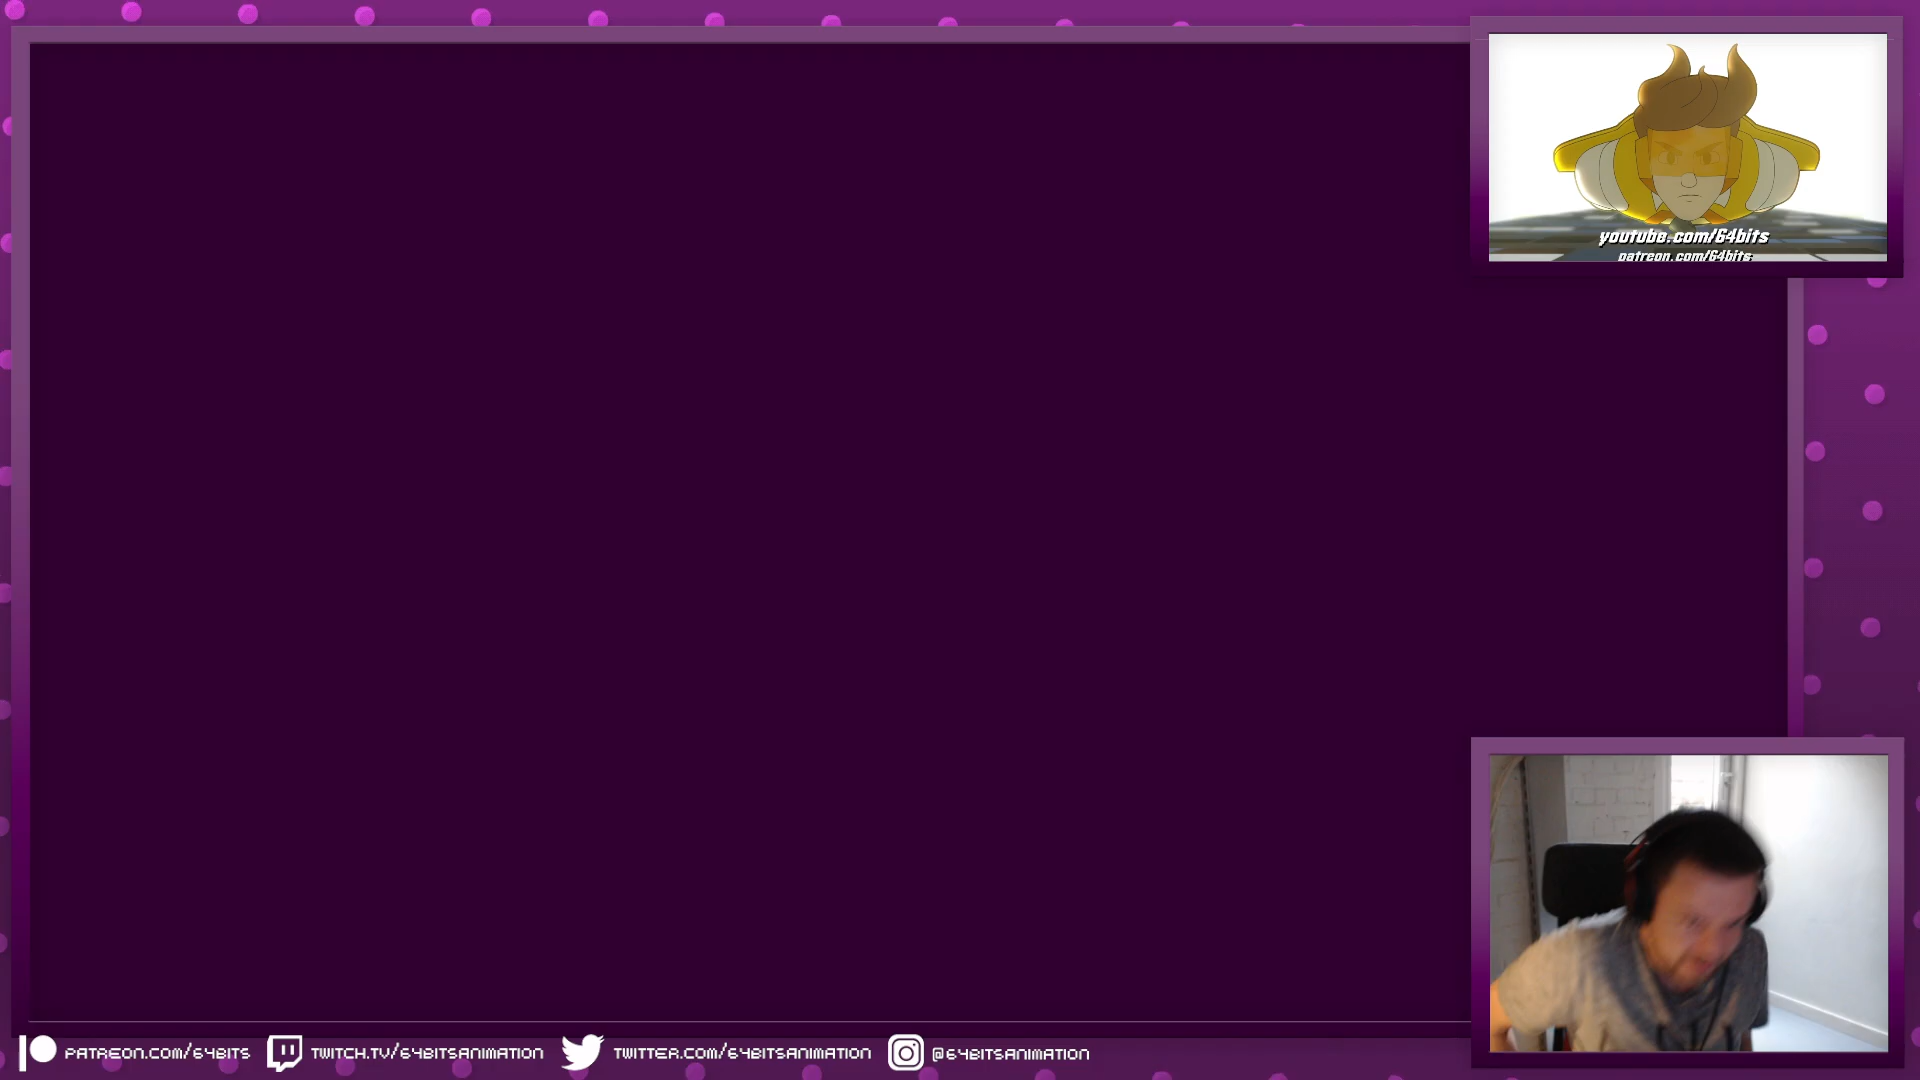 youtube.com/64bits
patreon.com/64bits
PATREON.COM/64BITS
TWITCH.TV/64BITSANIMATION
TWITTER.COM/64BITSANIMATION
@64BITSANIMATION